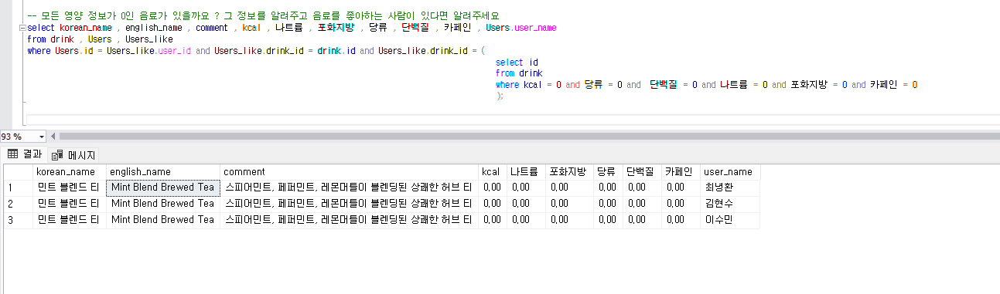 -- 모든 영양 정보가 0인 음료가 있을까요 ? 그 정보를 알려주고 음료를 좋아하는 사람이 있다면 알려주세요
select korean_name , english_name , comment , kcal , 나트륨 , 포화지방 , 당류 , 단백질 , 카페인 , Users.user_name
from drink , Users , Users_like
where Users.id = Users_like.user_id and Users_like.drink_id = drink.id and Users_like.drink_id = (
select id
from drink
where kcal = 0 and 당류 = 0 and 단백질 = 0 and 나트륨 = 0 and 포화지방 = 0 and 카페인 = 0
);
93 %
결과 메시지
korean_name english_name comment kcal 나트륨 포화지방 당류 단백질 카페인 user_name
1 민트 블렌드 티 Mint Blend Brewed Tea 스피어민트, 페퍼민트, 레몬머틀이 블렌딩된 상쾌한 허브 티 0.00 0.00 0.00 0.00 0.00 0.00 최녕환
2 민트 블렌드 티 Mint Blend Brewed Tea 스피어민트, 페퍼민트, 레몬머틀이 블렌딩된 상쾌한 허브 티 0.00 0.00 0.00 0.00 0.00 0.00 김현수
3 민트 블렌드 티 Mint Blend Brewed Tea 스피어민트, 페퍼민트, 레몬머틀이 블렌딩된 상쾌한 허브 티 0.00 0.00 0.00 0.00 0.00 0.00 이수민